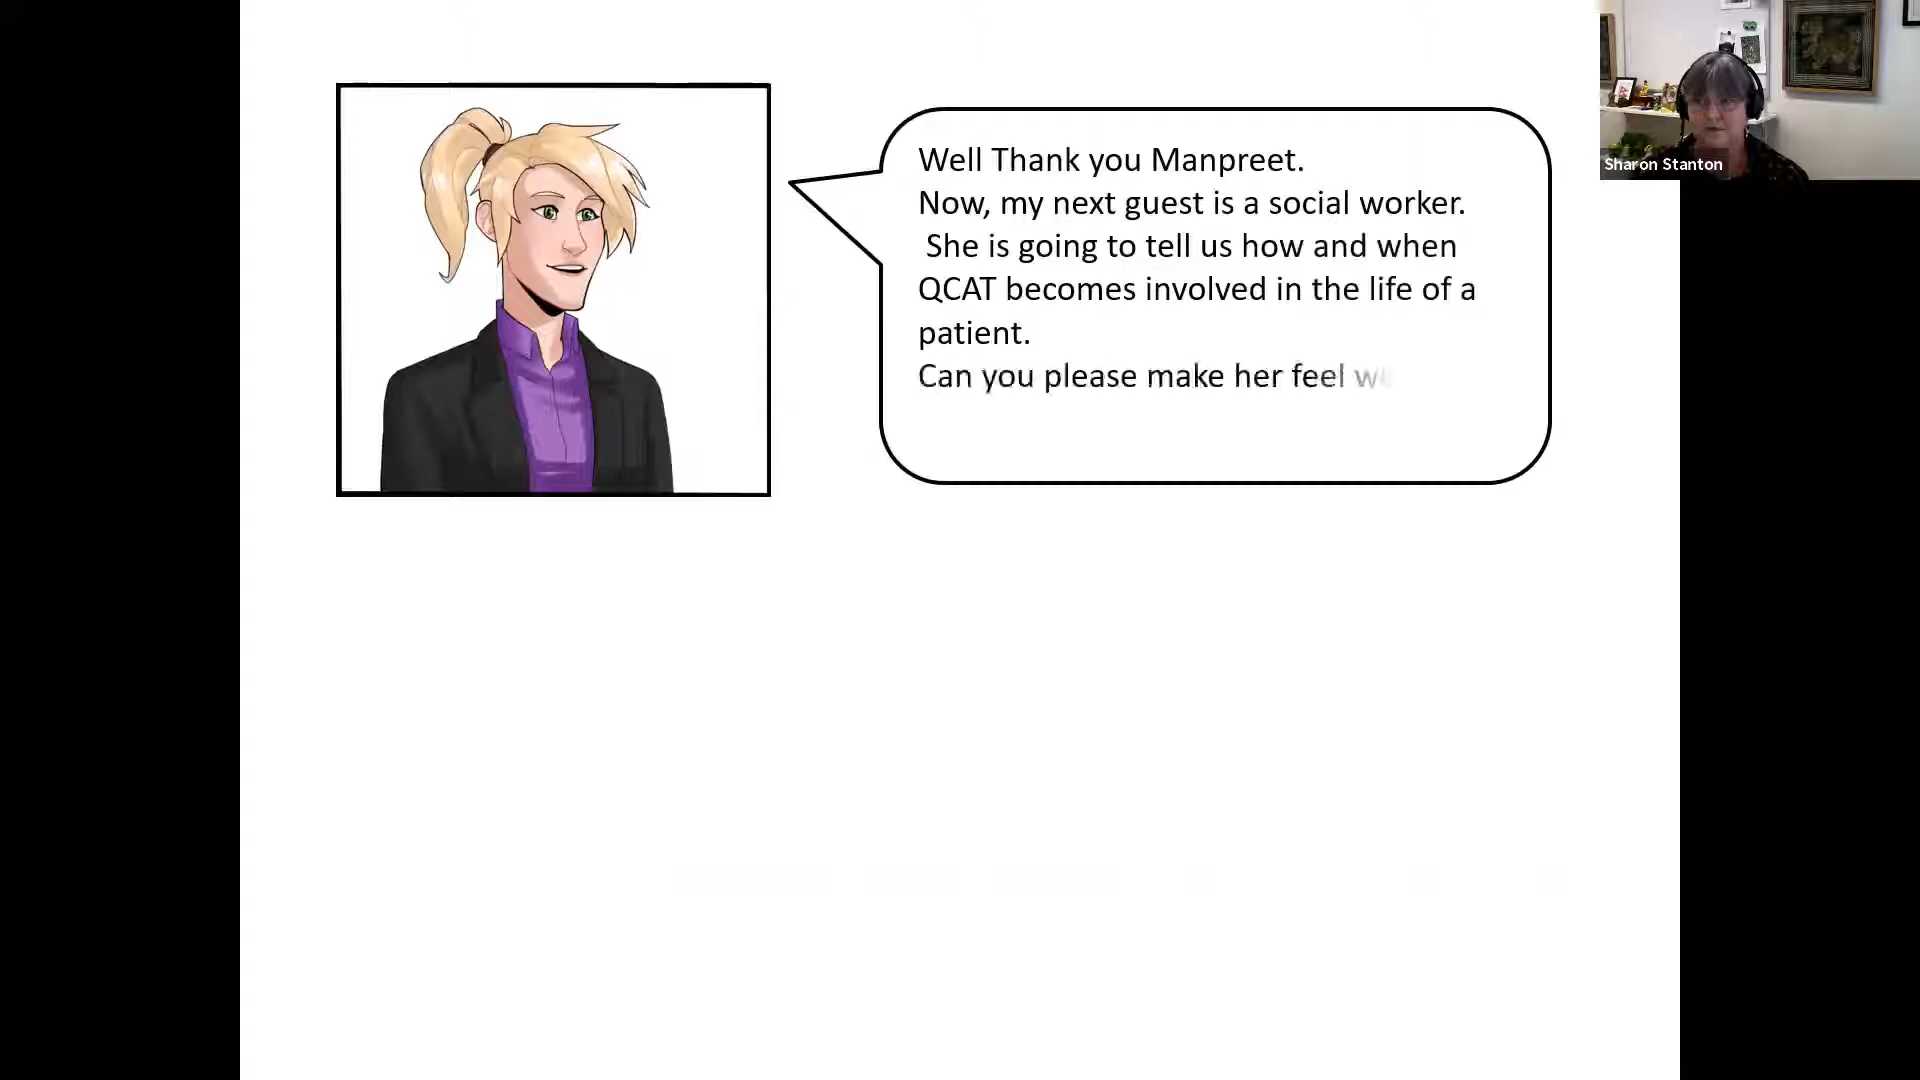 Well Thank you Manpreet.
Now, my next guest is a social worker.
She is going to tell us how and when
QCAT becomes involved in the life of a
patient.
Can you please make her feel
Sharon Stanton